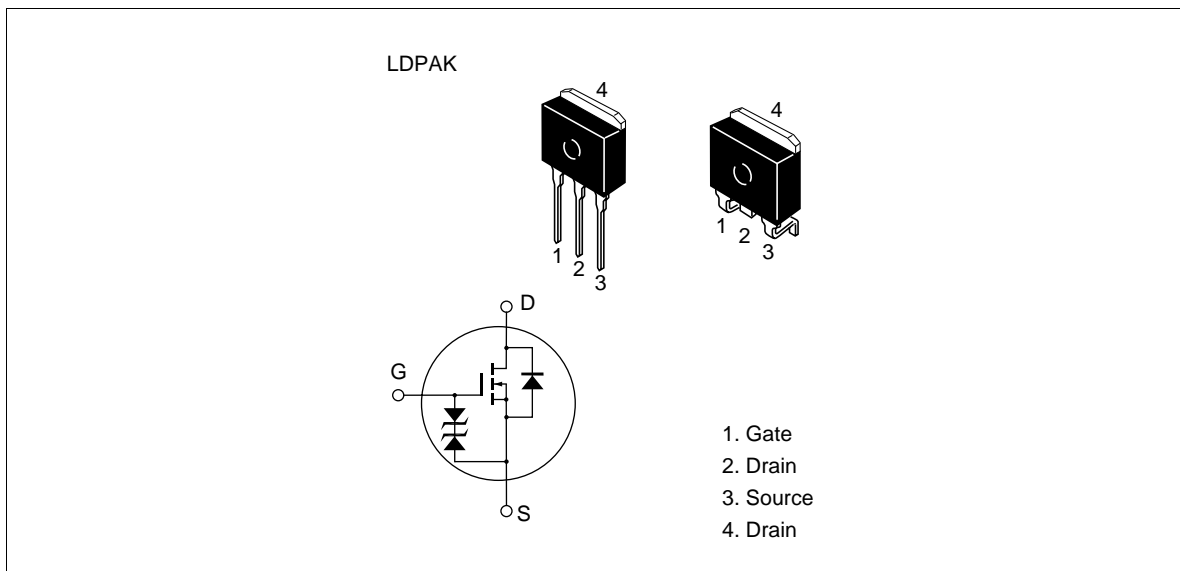 LDPAK
4
4
1
2
3
1
2
3
D
G
S
1. Gate
2. Drain
3. Source
4. Drain